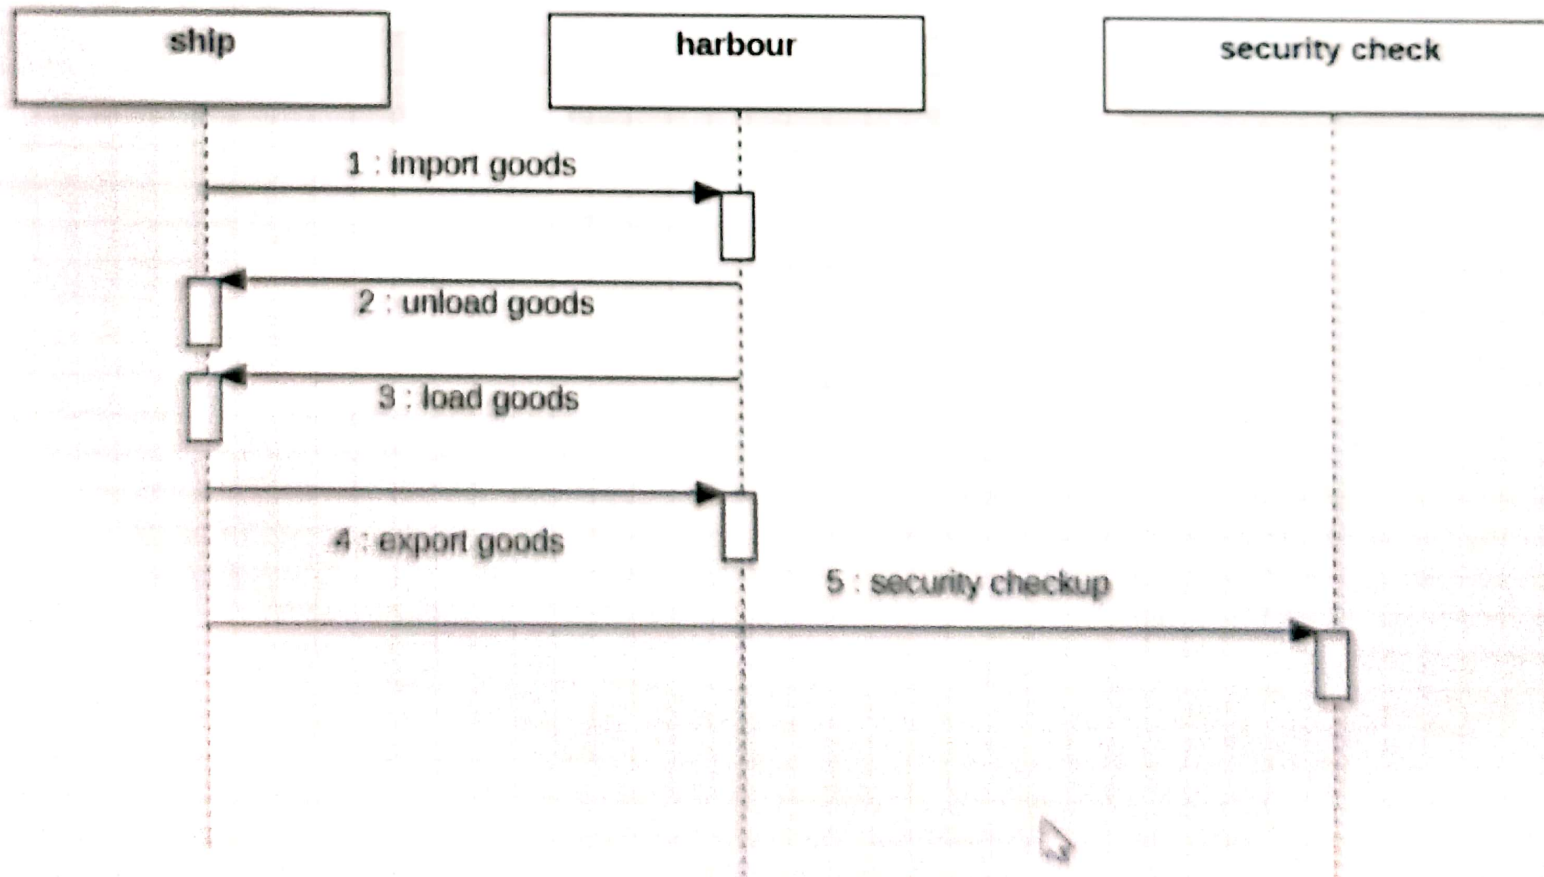 ship
harbour
security check
1 : import goods
2 : unload goods
3 : load goods
4 : export goods
5 : security checkup